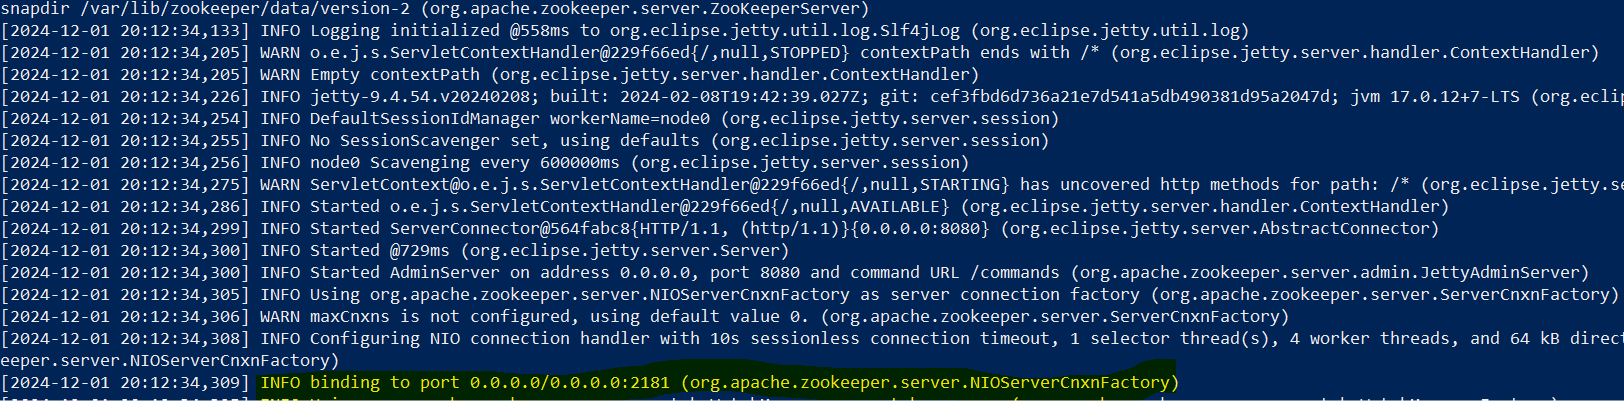 snapdir /var/lib/zookeeper/data/version-2 (org.apache.zookeeper.server.ZooKeeperServer)
[2024-12-01 20:12:34,133] INFO Logging initialized @558ms to org.eclipse.jetty.util.log.Slf4jLog (org.eclipse.jetty.util.log)
[2024-12-01 20:12:34,205] WARN o.e.j.s.ServletContextHandler@229f66ed{/,null,STOPPED} contextPath ends with /* (org.eclipse.jetty.server.handler.ContextHandler)
[2024-12-01 20:12:34,205] WARN Empty contextPath (org.eclipse.jetty.server.handler.ContextHandler)
[2024-12-01 20:12:34,226] INFO jetty-9.4.54.v20240208; built: 2024-02-08T19:42:39.027Z; git: cef3fbd6d736a21e7d541a5db490381d95a2047d; jvm 17.0.12+7-LTS (org.eclip
[2024-12-01 20:12:34,254] INFO DefaultSessionIdManager workerName=node0 (org.eclipse.jetty.server.session)
[2024-12-01 20:12:34,255] INFO No SessionScavenger set, using defaults (org.eclipse.jetty.server.session)
[2024-12-01 20:12:34,256] INFO node0 Scavenging every 600000ms (org.eclipse.jetty.server.session)
[2024-12-01 20:12:34,275] WARN ServletContext@o.e.j.s.ServletContextHandler@229f66ed{/,null,STARTING} has uncovered http methods for path: /* (org.eclipse.jetty.se
[2024-12-01 20:12:34,286] INFO Started o.e.j.s.ServletContextHandler@229f66ed{/,null,AVAILABLE} (org.eclipse.jetty.server.handler.ContextHandler)
[2024-12-01 20:12:34,299] INFO Started ServerConnector@564fabc8{HTTP/1.1, (http/1.1)}{0.0.0.0:8080} (org.eclipse.jetty.server.AbstractConnector)
[2024-12-01 20:12:34,300] INFO Started @729ms (org.eclipse.jetty.server.Server)
[2024-12-01 20:12:34,300] INFO Started AdminServer on address 0.0.0.0, port 8080 and command URL /commands (org.apache.zookeeper.server.admin.JettyAdminServer)
[2024-12-01 20:12:34,305] INFO Using org.apache.zookeeper.server.NIOServerCnxnFactory as server connection factory (org.apache.zookeeper.server.ServerCnxnFactory)
[2024-12-01 20:12:34,306] WARN maxCnxns is not configured, using default value 0. (org.apache.zookeeper.server.ServerCnxnFactory)
[2024-12-01 20:12:34,308] INFO Configuring NIO connection handler with 10s sessionless connection timeout, 1 selector thread(s), 4 worker threads, and 64 kB direct
eeper.server.NIOServerCnxnFactory)
[2024-12-01 20:12:34,309] INFO binding to port 0.0.0.0/0.0.0.0:2181 (org.apache.zookeeper.server.NIOServerCnxnFactory)